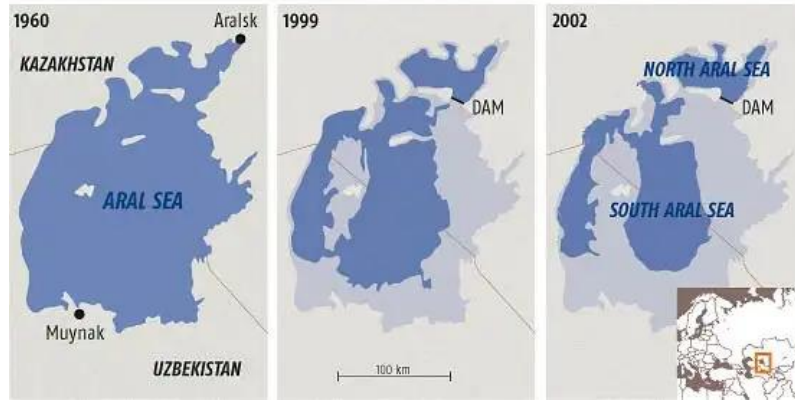 1960
Aralsk
KAZAKHSTAN
ARAL SEA
Muynak
UZBEKISTAN
1999
DAM
100 km
2002
NORTH ARAL SEA
DAM
SOUTH ARAL SEA